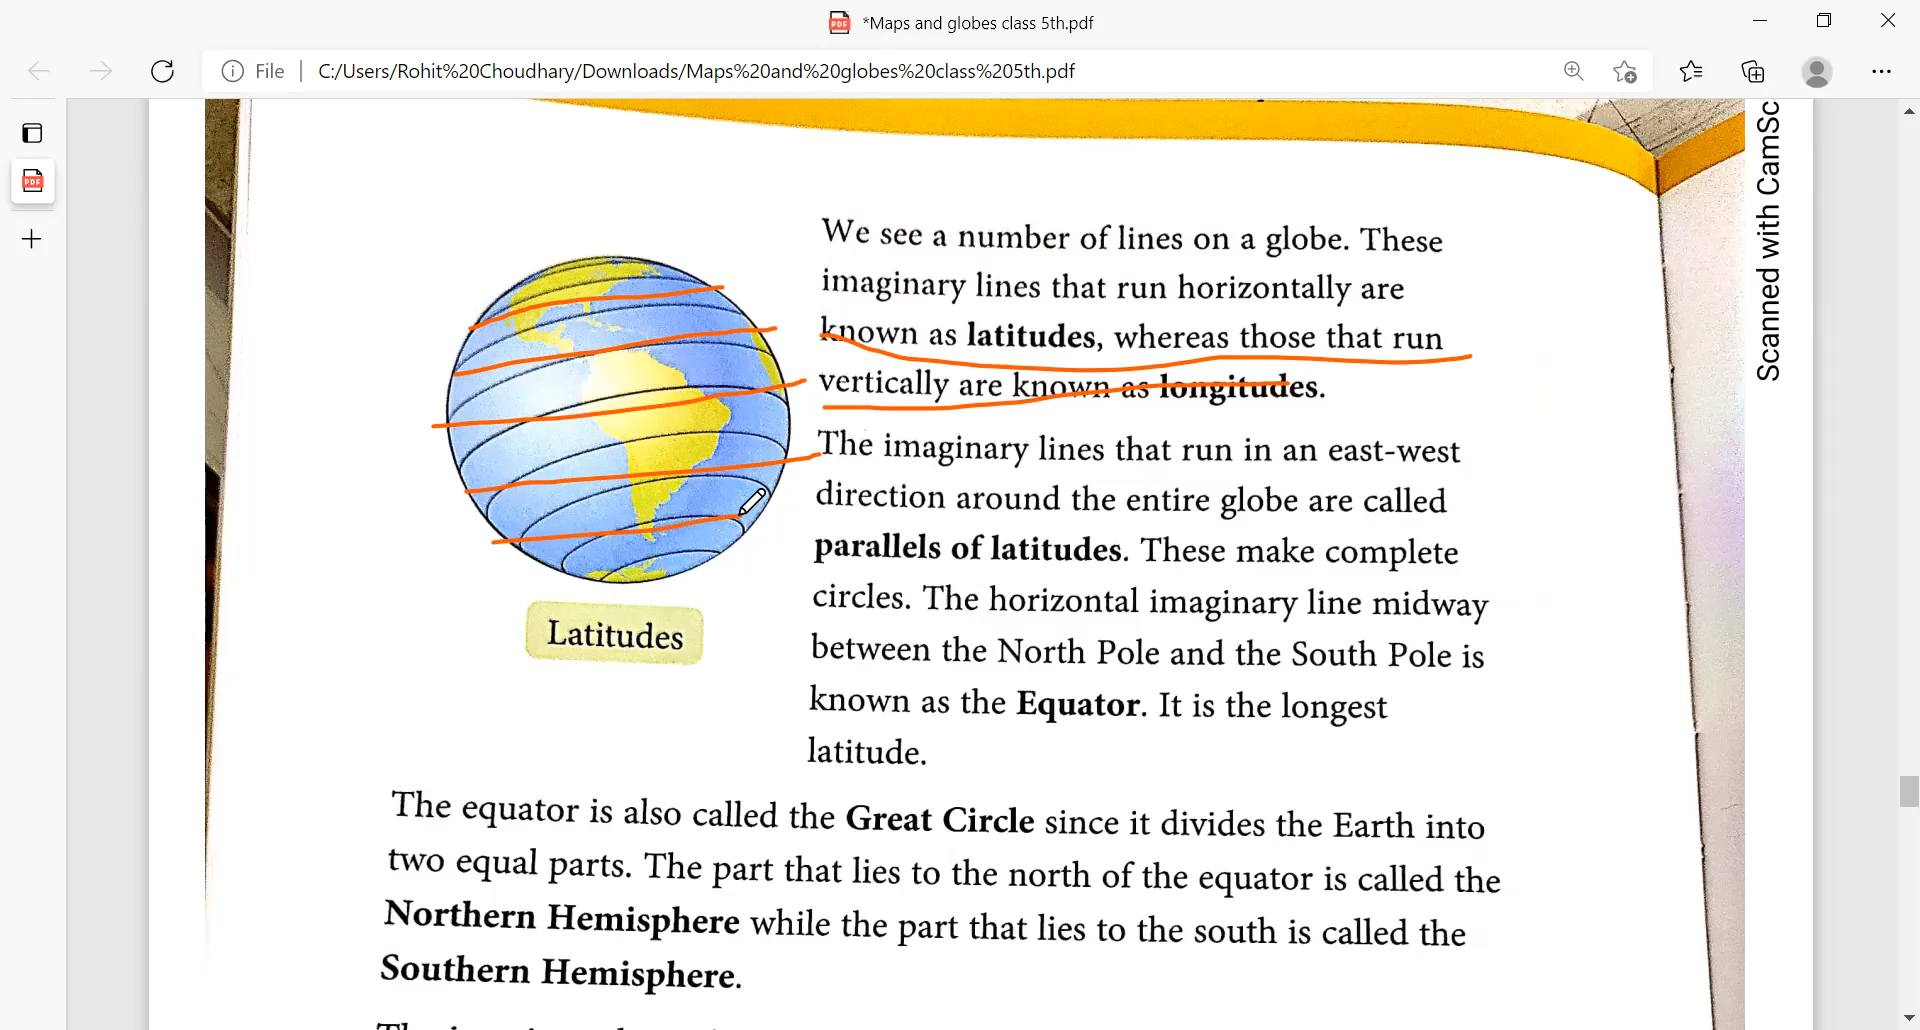 *Maps and globes class 5th.pdf
File
C:/Users/Rohit%20Choudhary/Downloads/Maps%20and%20globes%20class%205th.pdf
We see a number of lines on a globe. These
imaginary lines that run horizontally are
known as latitudes, whereas those that run
vertically are known as longitudes.
The imaginary lines that run in an east-west
direction around the entire globe are called
parallels of latitudes. These make complete
circles. The horizontal imaginary line midway
between the North Pole and the South Pole is
known as the Equator. It is the longest
latitude.
Latitudes
The equator is also called the Great Circle since it divides the Earth into
two equal parts. The part that lies to the north of the equator is called the
Northern Hemisphere while the part that lies to the south is called the
Southern Hemisphere.
Scanned with CamSc